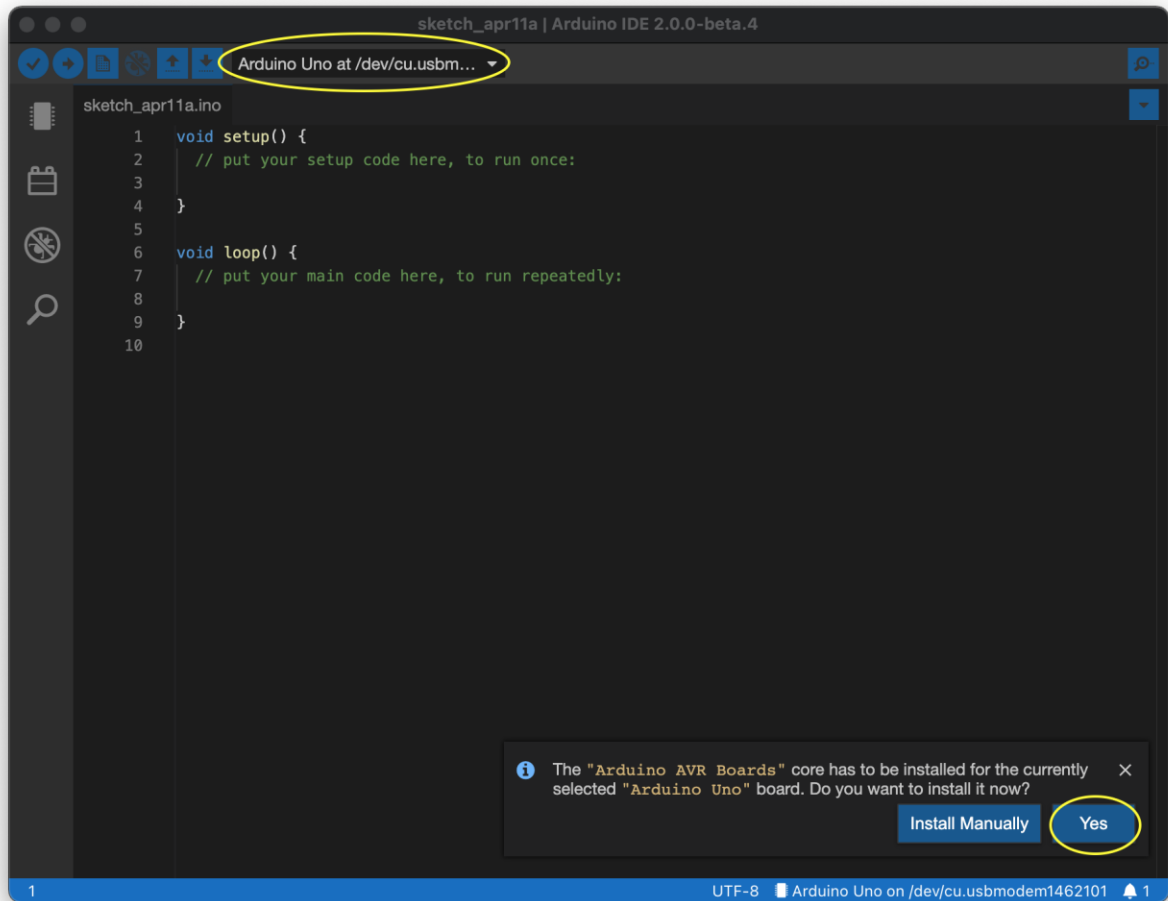 sketch_apr11a | Arduino IDE 2.0.0-beta.4
Arduino Uno at /dev/cu.usbm...
sketch_apr11a.ino
1 void setup() {
2 // put your setup code here, to run once:
3
4 }
5
6 void loop() {
7 // put your main code here, to run repeatedly:
8
9 }
10
The "Arduino AVR Boards" core has to be installed for the currently
selected "Arduino Uno" board. Do you want to install it now?
Install Manually Yes
1 UTF-8 Arduino Uno on /dev/cu.usbmodem1462101 1